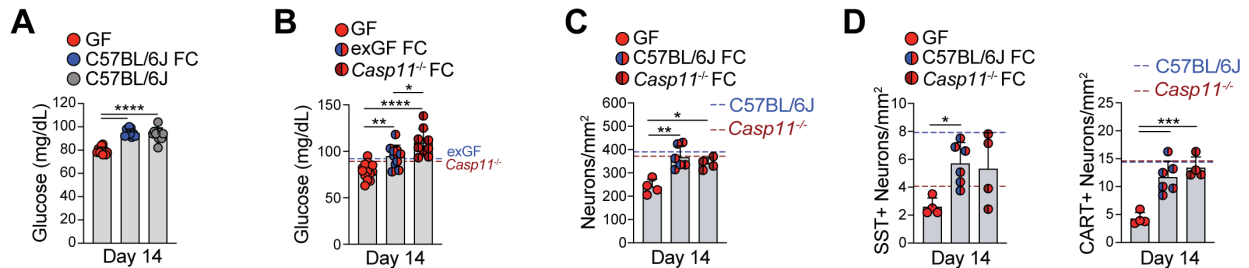 A
GF
C57BL/6J FC
C57BL/6J
Glucose (mg/dL)
120
100
80
60
40
20
0
****
Day 14
B
GF
exGF FC
Casp11-/- FC
Glucose (mg/dL)
150
100
50
0
*
****
**
exGF
Casp11-/-
Day 14
C
GF
C57BL/6J FC
Casp11-/- FC
C57BL/6J
Casp11-/-
Neurons/mm²
600
500
400
300
200
100
0
*
**
Day 14
D
GF
C57BL/6J FC
Casp11-/- FC
SST+ Neurons/mm²
10
8
6
4
2
0
*
Day 14
C57BL/6J
Casp11-/-
CART+ Neurons/mm²
25
20
15
10
5
0
***
Day 14